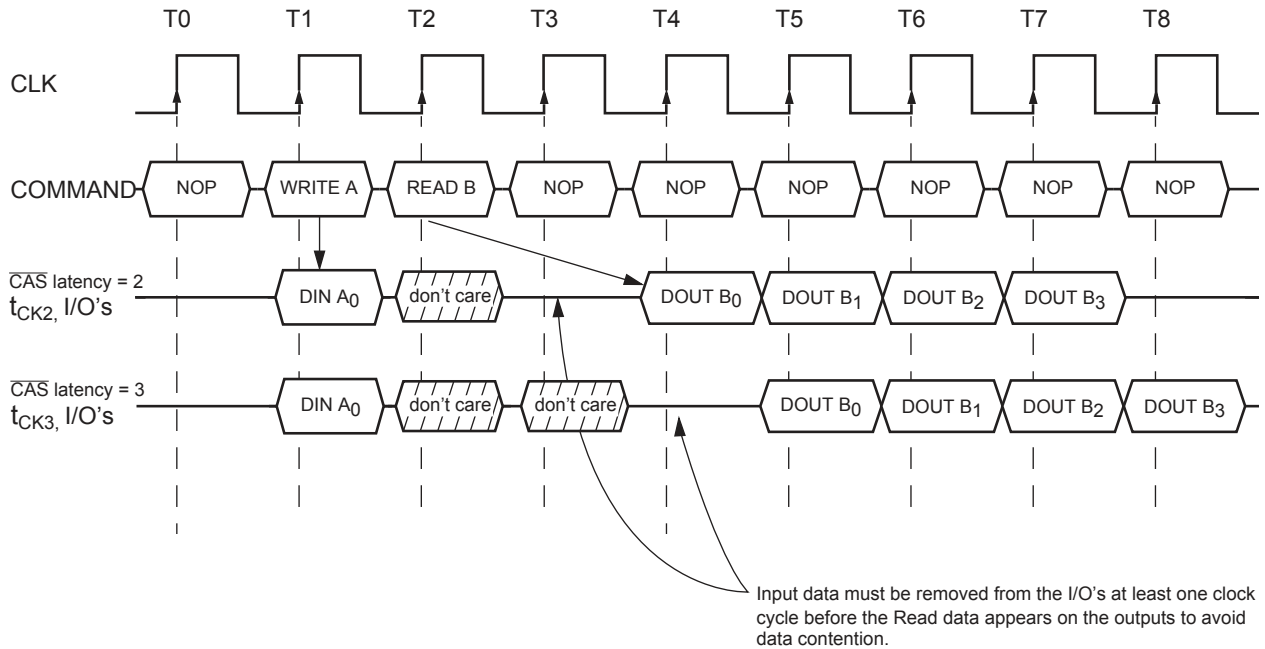 T0 T1 T2 T3 T4 T5 T6 T7 T8
CLK
COMMAND NOP WRITE A READ B NOP NOP NOP NOP NOP NOP
CAS latency = 2
tCK2, I/O's DIN A0 don't care DOUT B0 DOUT B1 DOUT B2 DOUT B3
CAS latency = 3
tCK3, I/O's DIN A0 don't care don't care DOUT B0 DOUT B1 DOUT B2 DOUT B3
Input data must be removed from the I/O's at least one clock
cycle before the Read data appears on the outputs to avoid
data contention.